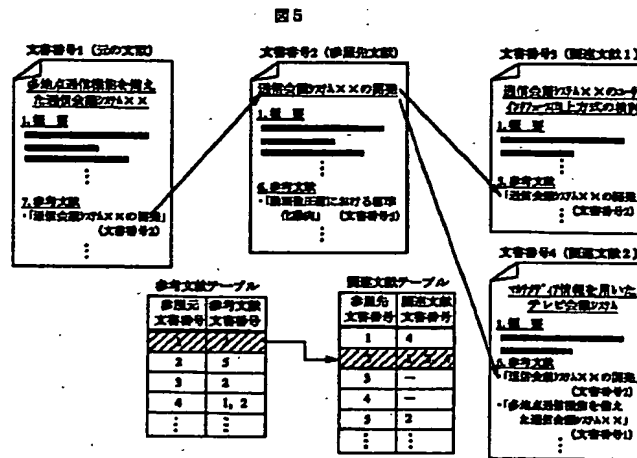 図5
文書番号1（元の文献）
多地点通信機能を備え
た通信会議システム××
1. 概要
7. 参考文献
・「通信会議システム××の開発」
（文書番号2）
文書番号2（参照先文献）
通信会議システム××の開発
1. 概要
6. 参考文献
・「動画像圧縮における標準
化動向」（文書番号5）
文書番号3（関連文献1）
通信会議システム××のユーザ
インタフェース向上方式の検討
1. 概要
5. 参考文献
・「通信会議システム××の開発」
（文書番号2）
文書番号4（関連文献2）
マルチメディア情報を用いた
テレビ会議システム
1. 概要
参考文献
・「通信会議システム××の開発」
（文書番号2）
・「多地点通信機能を備え
た通信会議システム××」
（文書番号1）
参考文献テーブル
参照元 参考文献
文書番号 文書番号
2 5
3 2
4 1, 2
関連文献テーブル
参照先 関連文献
文書番号 文書番号
1 4
3 －
4 －
5 2